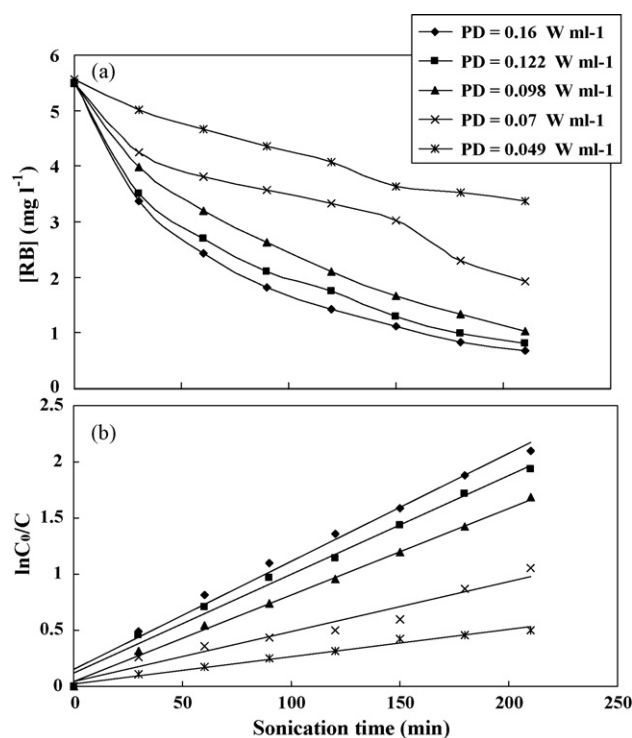 PD = 0.16 W ml-1
PD = 0.122 W ml-1
PD = 0.098 W ml-1
PD = 0.07 W ml-1
PD = 0.049 W ml-1
(a)
6
5
4
3
2
1
0
[RB] (mg l⁻¹)
(b)
2.5
2
1.5
1
0.5
0
lnC₀/C
0 50 100 150 200 250
Sonication time (min)